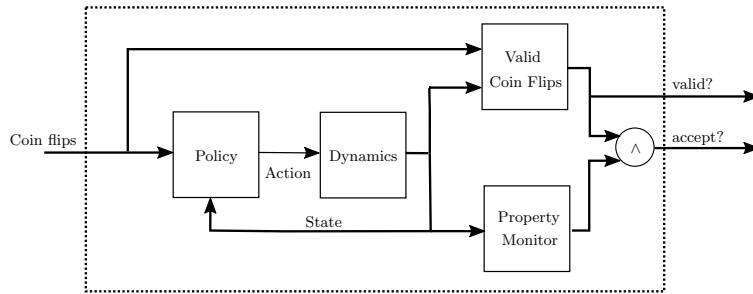 Valid
Coin Flips
valid?
Coin flips
Policy
Action
Dynamics
∧
accept?
State
Property
Monitor